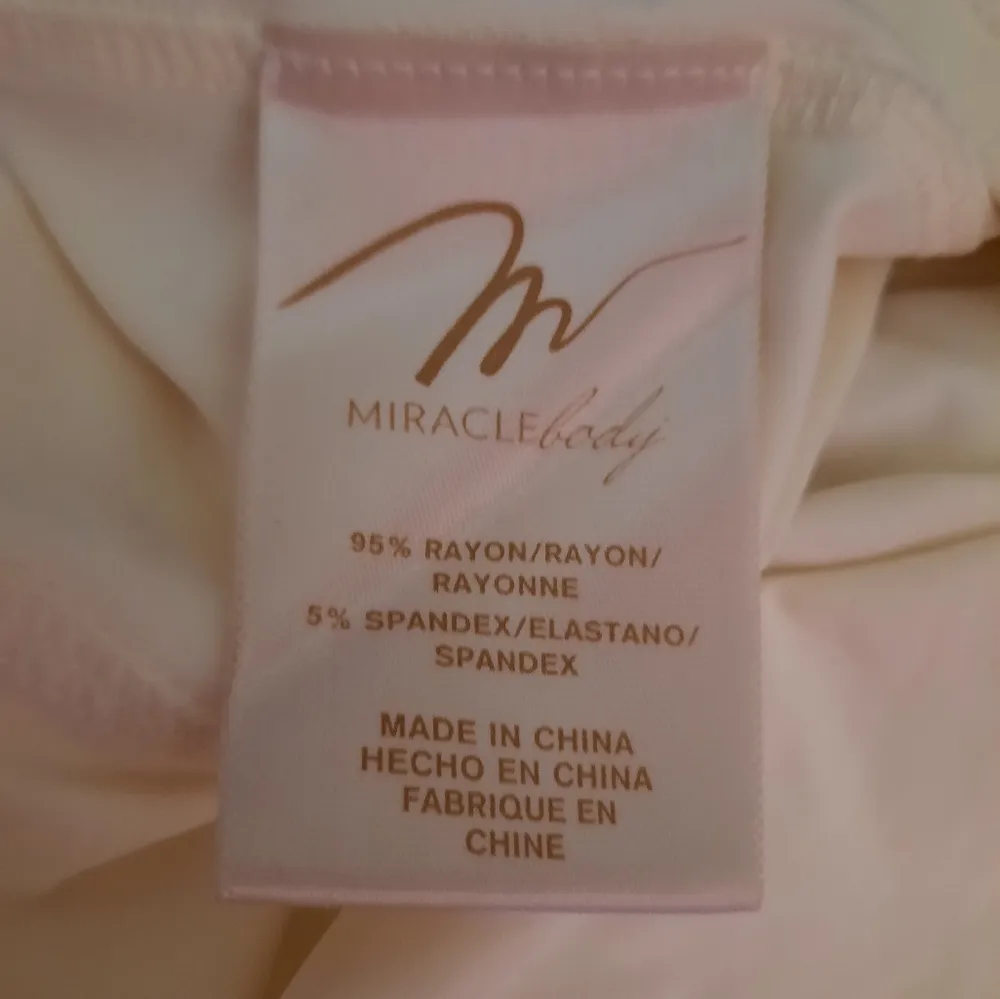 m
MIRACLEbody
95% RAYON/RAYON/
RAYONNE
5% SPANDEX/ELASTANO/
SPANDEX
MADE IN CHINA
HECHO EN CHINA
FABRIQUE EN
CHINE